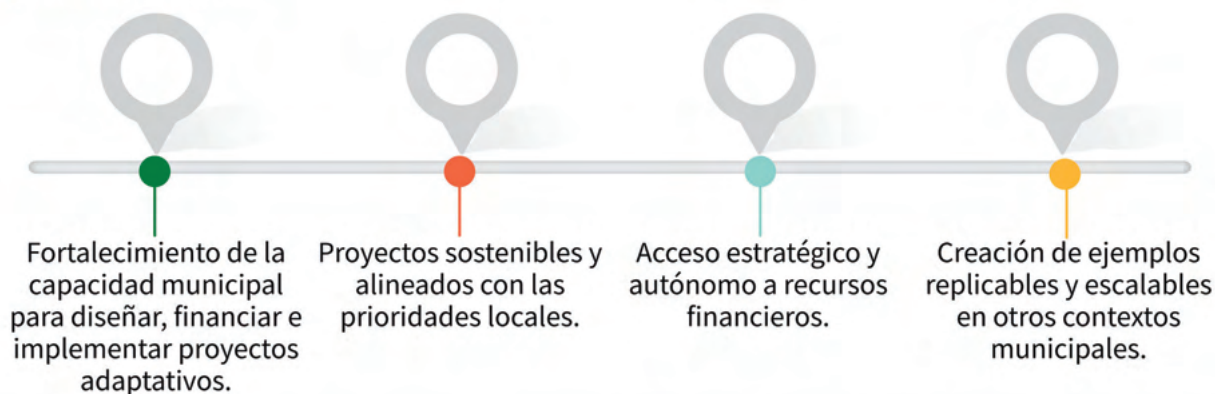 Fortalecimiento de la
capacidad municipal
para diseñar, financiar e
implementar proyectos
adaptativos.
Proyectos sostenibles y
alineados con las
prioridades locales.
Acceso estratégico y
autónomo a recursos
financieros.
Creación de ejemplos
replicables y escalables
en otros contextos
municipales.